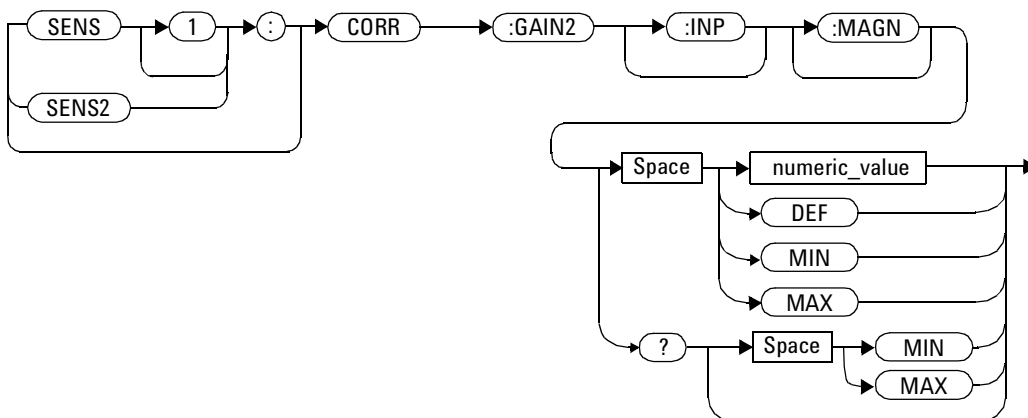 SENS 1 : CORR :GAIN2 :INP :MAGN
SENS2
Space numeric_value
DEF
MIN
MAX
? Space MIN
MAX